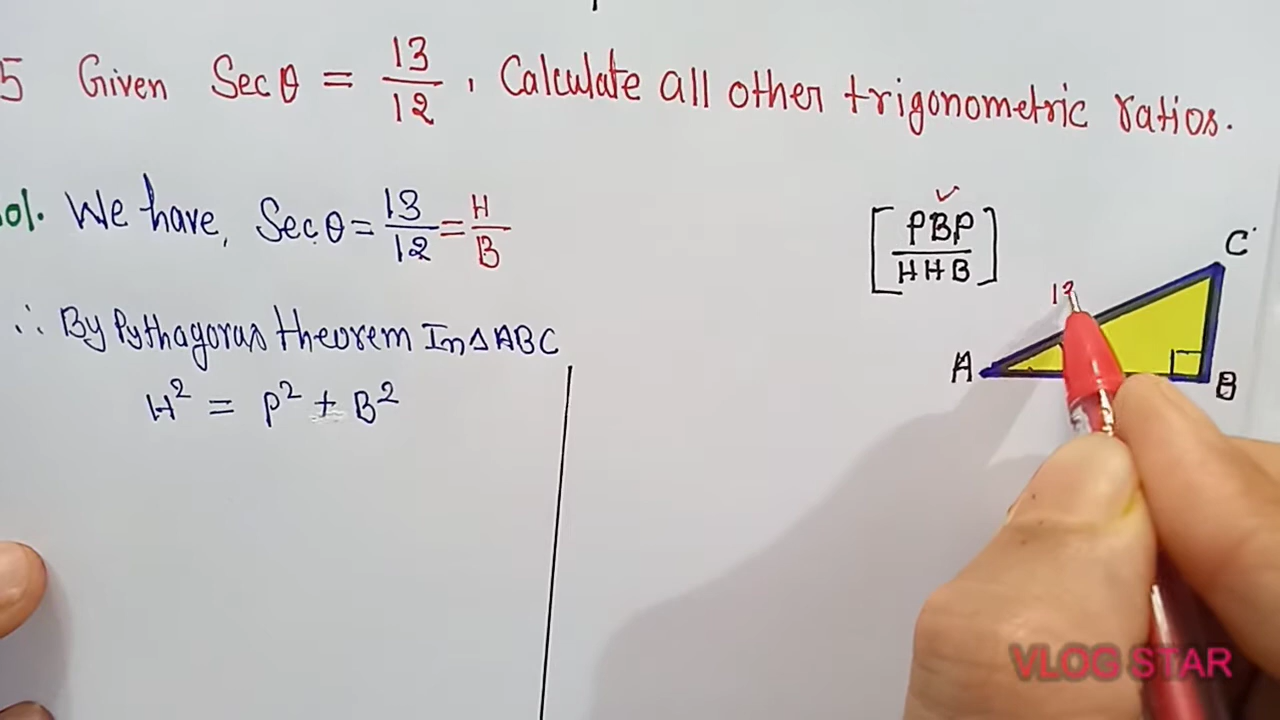 5 Given Sec θ = 13/12, Calculate all other trigonometric ratios.
ol. We have, Sec θ = 13/12 = H/B
[PBP/HHB]
∴ By Pythagoras theorem In △ABC
H² = P² + B²
C
13
A
B
VLOG STAR